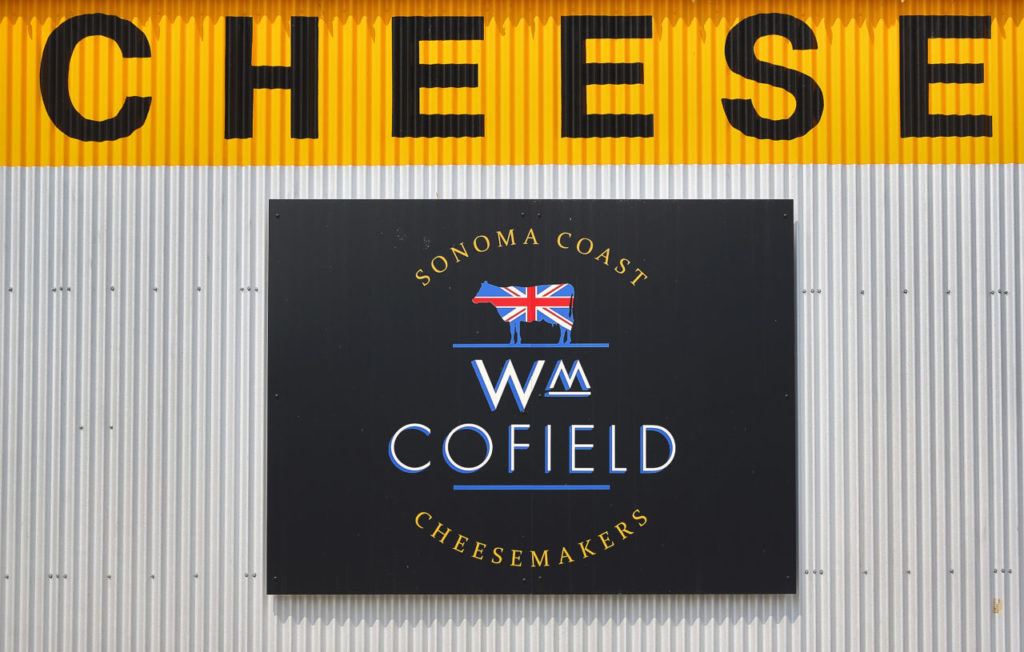 CHEESE
SONOMA COAST
WM
COFIELD
CHEESEMAKERS